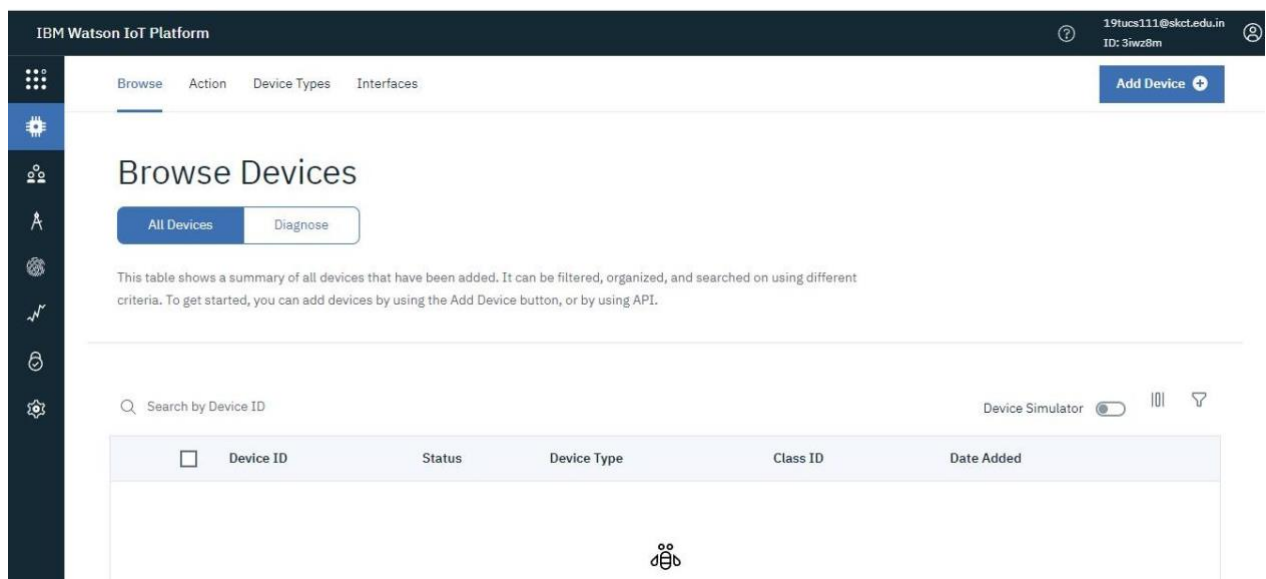 IBM Watson IoT Platform
19tucs111@skct.edu.in
ID: 3iwz8m
Browse Action Device Types Interfaces
Add Device
Browse Devices
All Devices Diagnose
This table shows a summary of all devices that have been added. It can be filtered, organized, and searched on using different
criteria. To get started, you can add devices by using the Add Device button, or by using API.
Search by Device ID
Device Simulator
Device ID Status Device Type Class ID Date Added